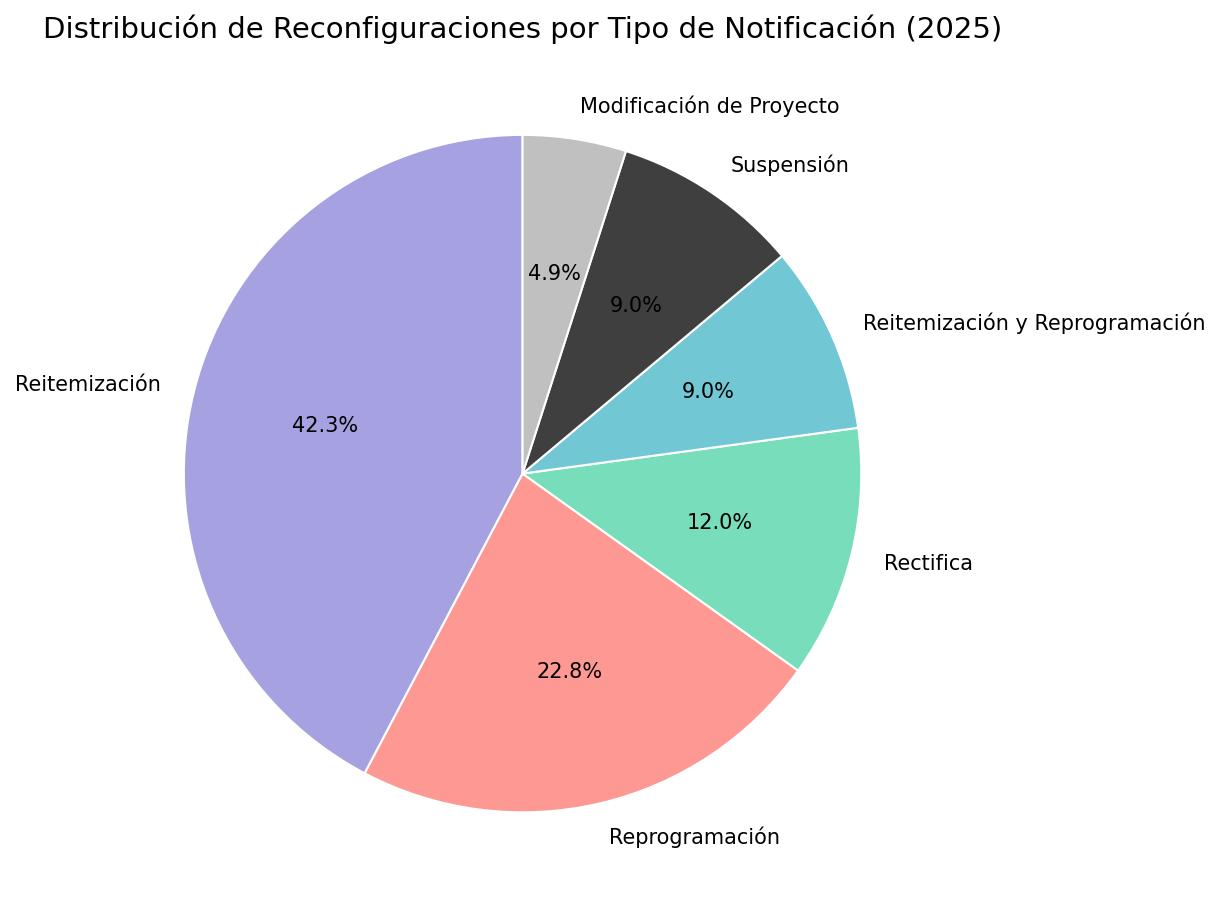 Distribución de Reconfiguraciones por Tipo de Notificación (2025)
Modificación de Proyecto
Suspensión
4.9%
9.0%
Reitemización y Reprogramación
Reitemización
9.0%
42.3%
12.0%
Rectifica
22.8%
Reprogramación